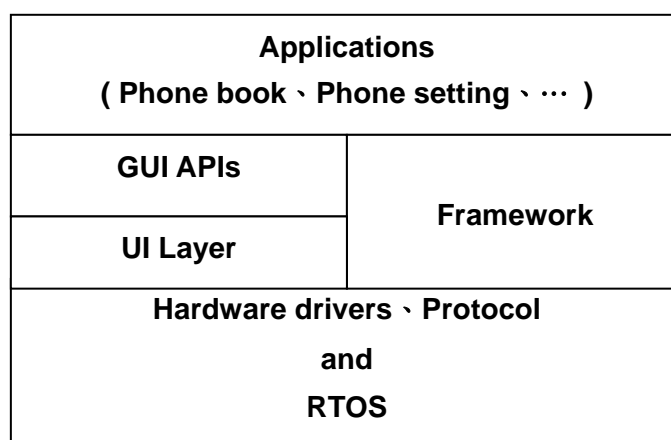 Applications
( Phone book、Phone setting、… )
GUI APIs
Framework
UI Layer
Hardware drivers、Protocol
and
RTOS